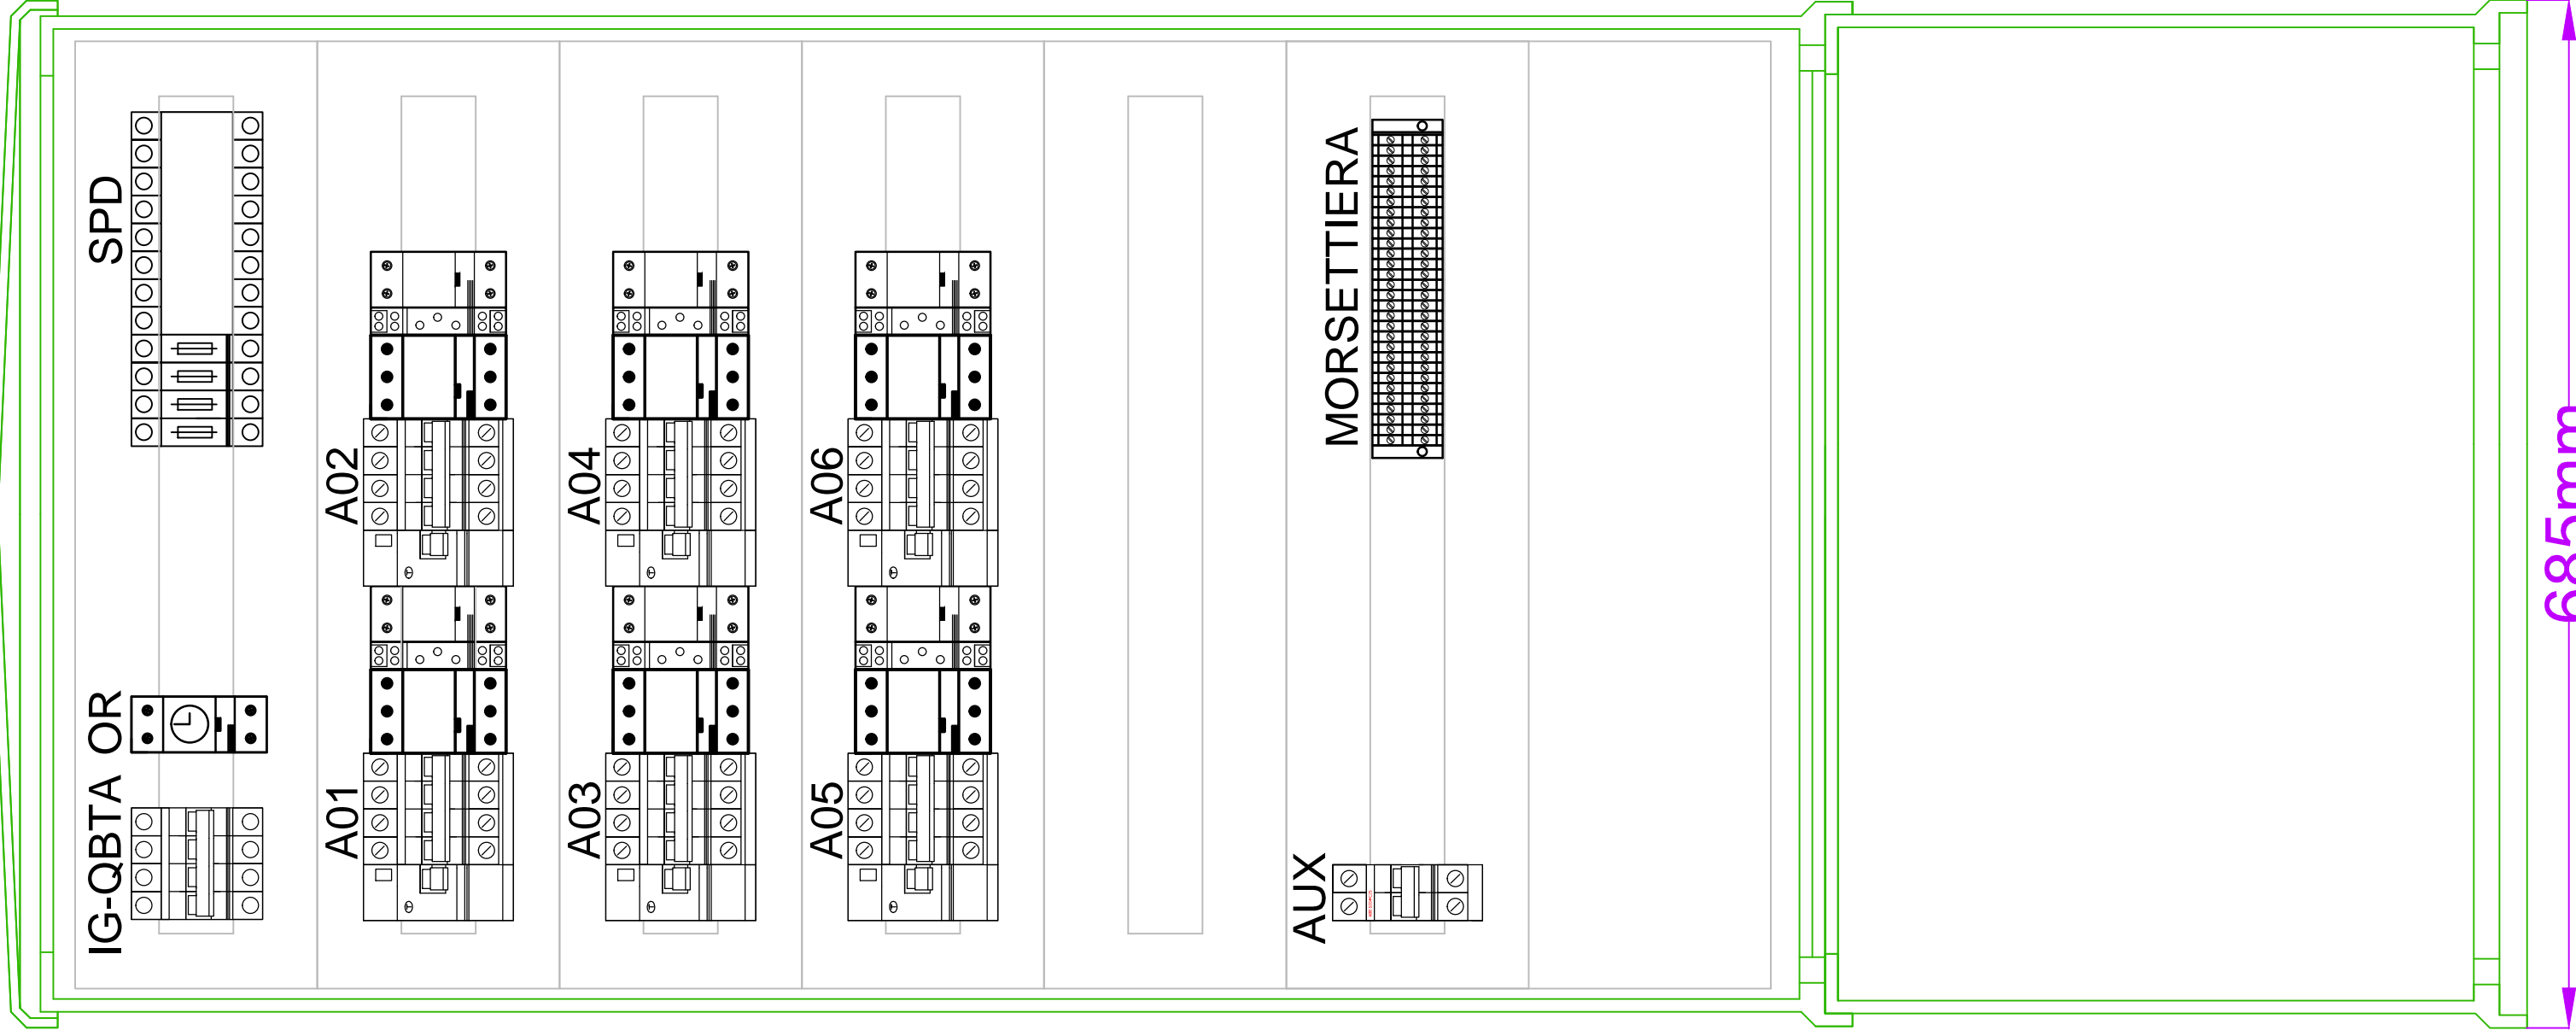 IG-QBTA OR SPD
A01 A02
A03 A04
A05 A06
AUX MORSETTIERA
685mm